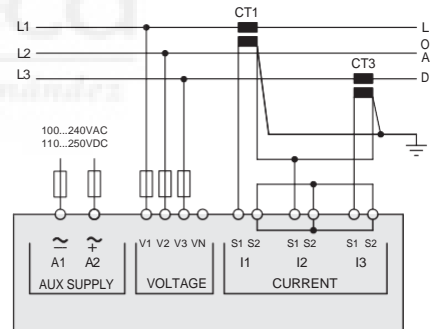 CT1
L1
L
L2
O
A
CT3
L3
D
100...240VAC
110...250VDC
V1 V2 V3 VN
S1 S2
S1 S2
S1 S2
A1
A2
I1
I2
I3
AUX SUPPLY
VOLTAGE
CURRENT